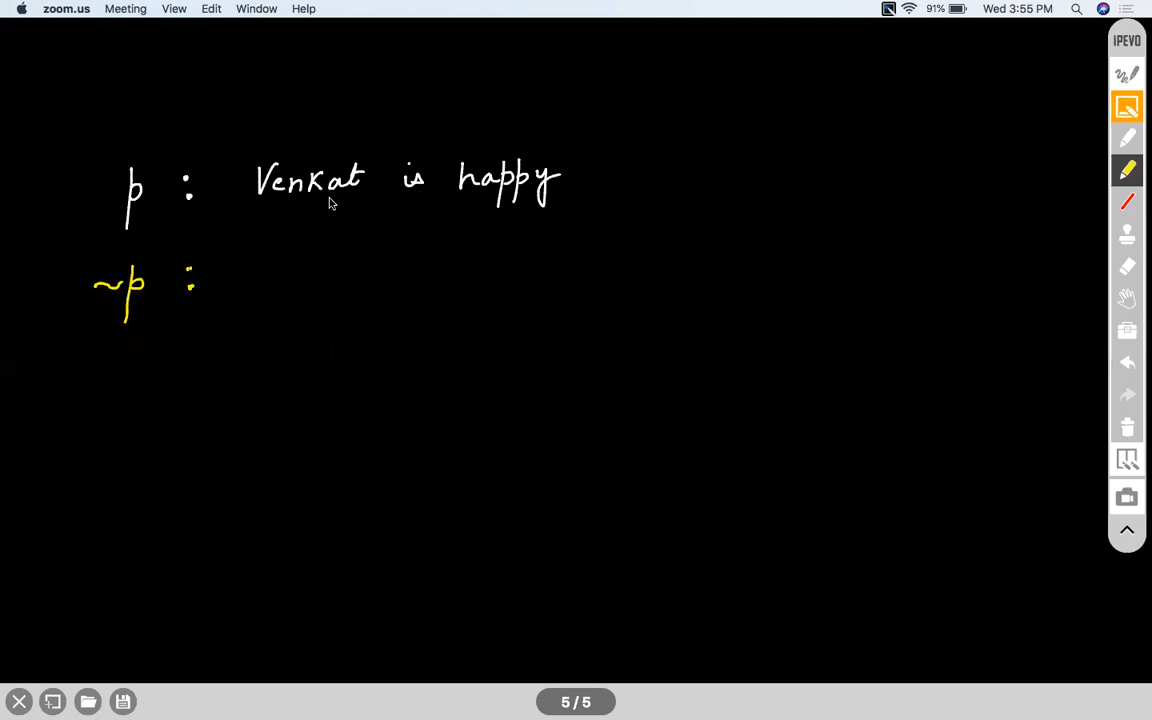 zoom.us Meeting View Edit Window Help 91% Wed 3:55 PM
IPEVO
p : Venkat is happy
~p :
5/5